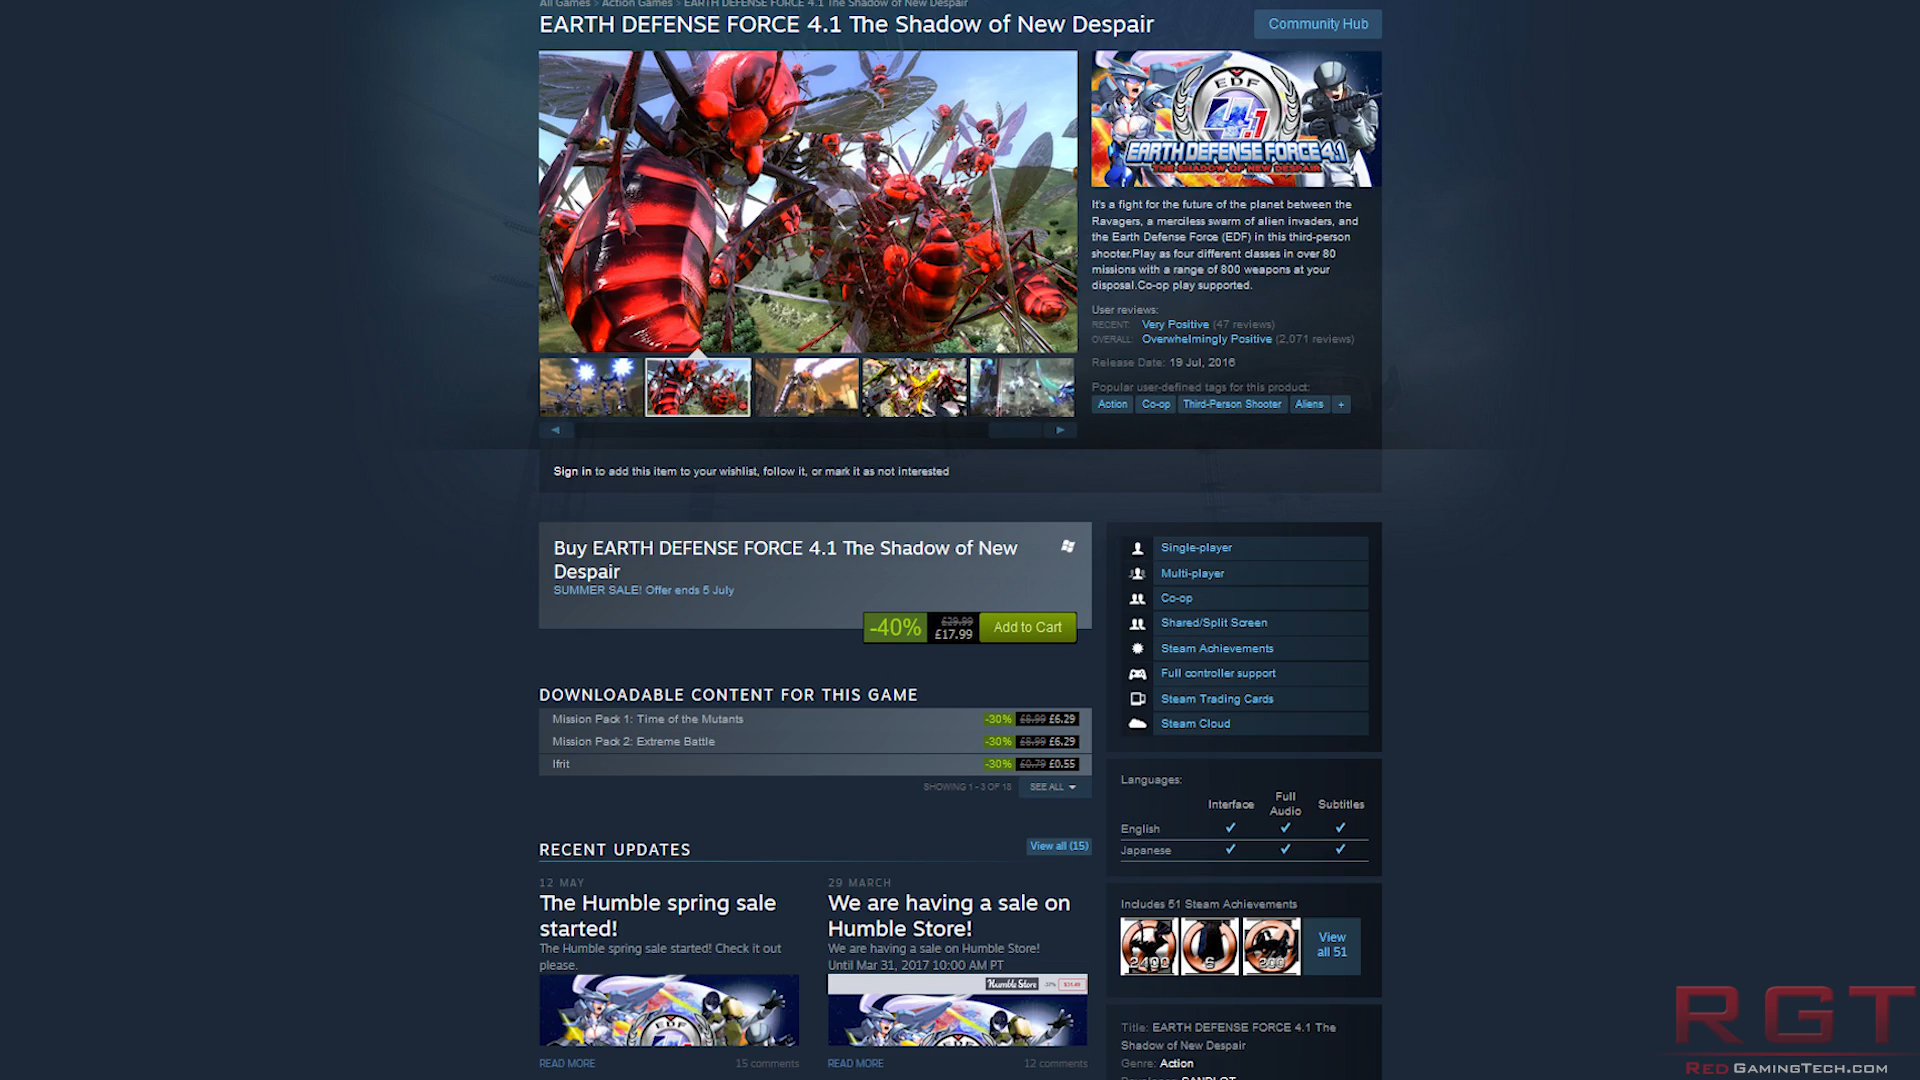 All Games > Action Games > EARTH DEFENSE FORCE 4.1 The Shadow of New Despair
EARTH DEFENSE FORCE 4.1 The Shadow of New Despair
Community Hub
EDF
4.1
EARTH DEFENSE FORCE 4.1
THE SHADOW OF NEW DESPAIR
It's a fight for the future of the planet between the
Ravagers, a merciless swarm of alien invaders, and
the Earth Defense Force (EDF) in this third-person
shooter.Play as four different classes in over 80
missions with a range of 800 weapons at your
disposal.Co-op play supported.
User reviews:
RECENT: Very Positive (47 reviews)
OVERALL: Overwhelmingly Positive (2,071 reviews)
Release Date: 19 Jul, 2016
Popular user-defined tags for this product:
Action Co-op Third-Person Shooter Aliens +
Sign in to add this item to your wishlist, follow it, or mark it as not interested
Buy EARTH DEFENSE FORCE 4.1 The Shadow of New
Despair
SUMMER SALE! Offer ends 5 July
-40% £29.99 £17.99 Add to Cart
DOWNLOADABLE CONTENT FOR THIS GAME
Mission Pack 1: Time of the Mutants -30% £8.99 £6.29
Mission Pack 2: Extreme Battle -30% £8.99 £6.29
Ifrit -30% £0.79 £0.55
SHOWING 1 - 3 OF 18 SEE ALL
RECENT UPDATES
View all (15)
12 MAY
The Humble spring sale
started!
The Humble spring sale started! Check it out
please.
EDF
4.1
READ MORE 15 comments
29 MARCH
We are having a sale on
Humble Store!
We are having a sale on Humble Store!
Until Mar 31, 2017 10:00 AM PT
Humble Store
EDF
READ MORE 12 comments
Single-player
Multi-player
Co-op
Shared/Split Screen
Steam Achievements
Full controller support
Steam Trading Cards
Steam Cloud
Languages:
Interface Full Audio Subtitles
English ✓ ✓ ✓
Japanese ✓ ✓ ✓
Includes 51 Steam Achievements
2400 6 200
View
all 51
Title: EARTH DEFENSE FORCE 4.1 The
Shadow of New Despair
Genre: Action
Developer: SANDLOT
RGT
RED GAMINGTECH.COM